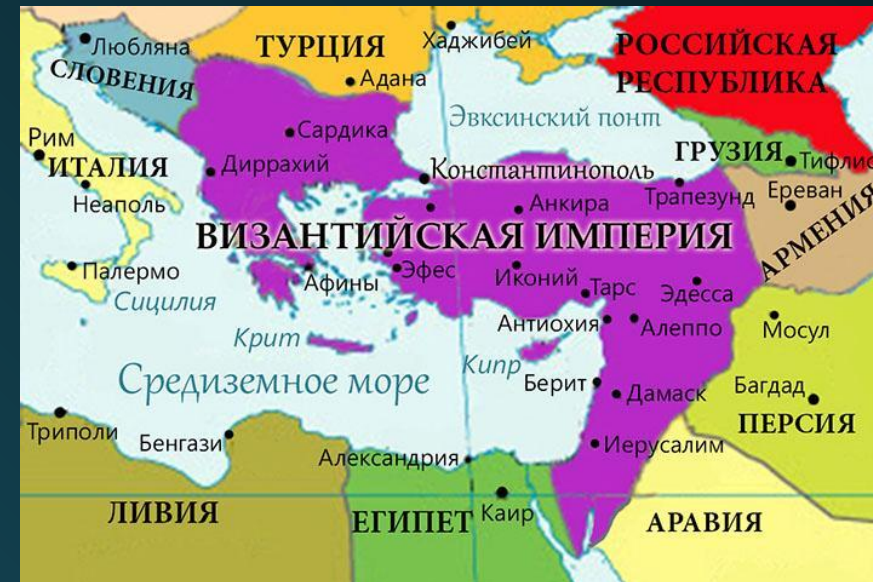 Любляна
СЛОВЕНИЯ
ТУРЦИЯ
Адана
Хаджибей
РОССИЙСКАЯ
РЕСПУБЛИКА
Эвксинский понт
Сардика
Диррахий
Рим
ИТАЛИЯ
Неаполь
Константинополь
ГРУЗИЯ
Тифлис
Трапезунд
Ереван
АРМЕНИЯ
Анкира
ВИЗАНТИЙСКАЯ ИМПЕРИЯ
Палермо
Сицилия
Афины
Эфес
Иконий
Тарс
Эдесса
Антиохия
Алеппо
Мосул
Крит
Кипр
Средиземное море
Берит
Дамаск
Багдад
ПЕРСИЯ
Триполи
Бенгази
Александрия
Иерусалим
ЛИВИЯ
ЕГИПЕТ
Каир
АРАВИЯ